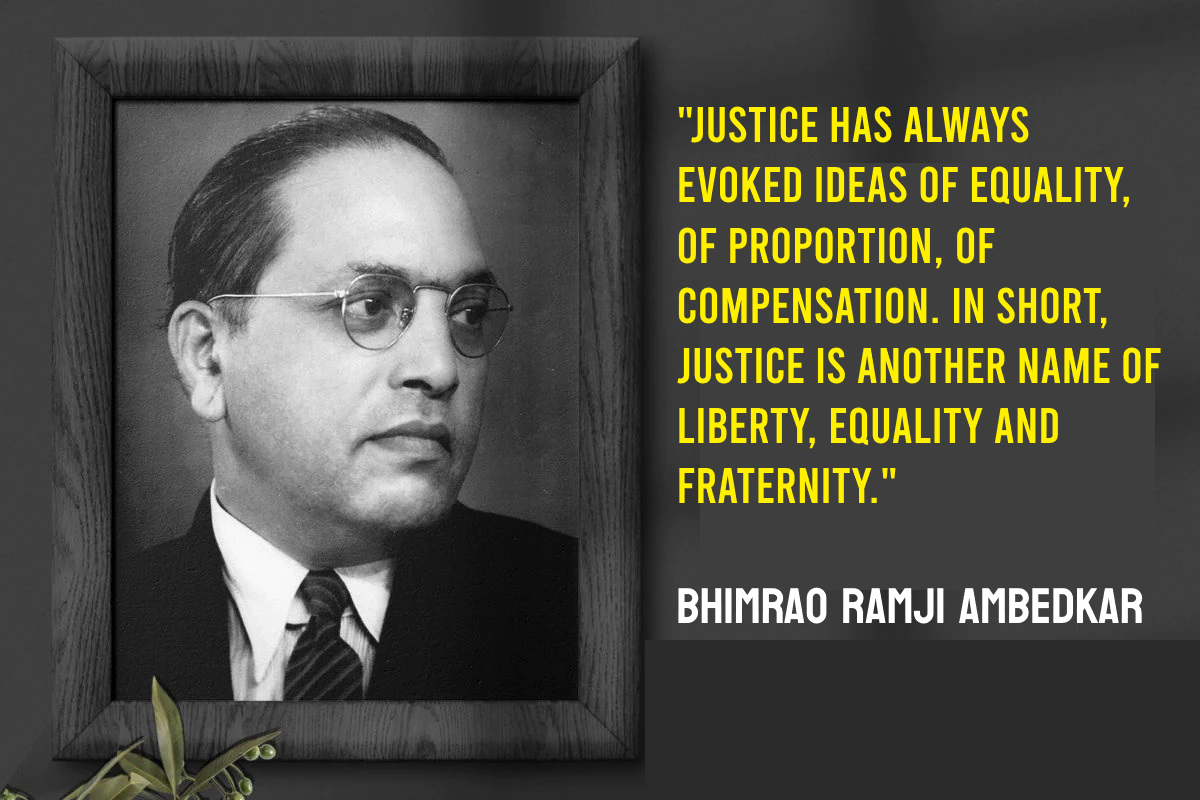 "JUSTICE HAS ALWAYS
EVOKED IDEAS OF EQUALITY,
OF PROPORTION, OF
COMPENSATION. IN SHORT,
JUSTICE IS ANOTHER NAME OF
LIBERTY, EQUALITY AND
FRATERNITY."
BHIMRAO RAMJI AMBEDKAR